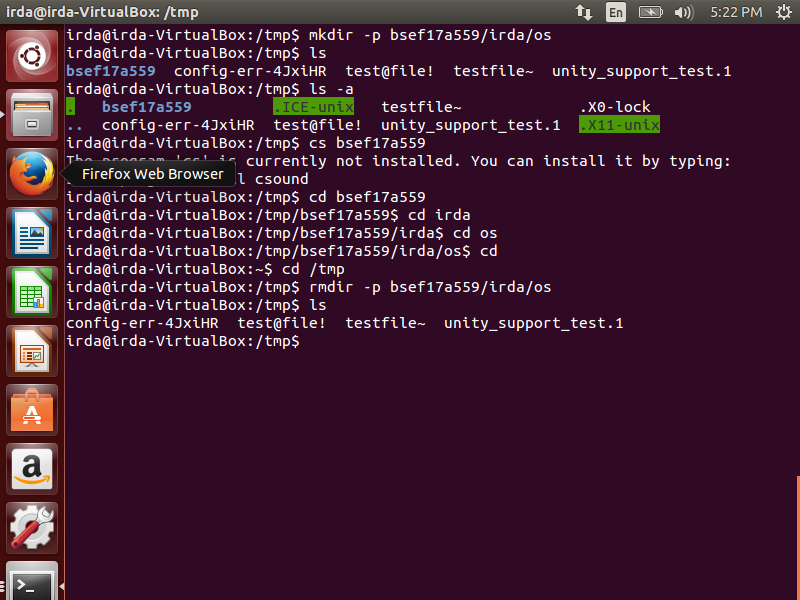 irda@irda-VirtualBox: /tmp
En
5:22 PM
irda@irda-VirtualBox:/tmp$ mkdir -p bsef17a559/irda/os
irda@irda-VirtualBox:/tmp$ ls
bsef17a559  config-err-4JxiHR  test@file!  testfile~  unity_support_test.1
irda@irda-VirtualBox:/tmp$ ls -a
.   bsef17a559         .ICE-unix   testfile~             .X0-lock
..  config-err-4JxiHR  test@file!  unity_support_test.1  .X11-unix
irda@irda-VirtualBox:/tmp$ cs bsef17a559
The program 'cs' is currently not installed. You can install it by typing:
Firefox Web Browser
l csound
irda@irda-VirtualBox:/tmp$ cd bsef17a559
irda@irda-VirtualBox:/tmp/bsef17a559$ cd irda
irda@irda-VirtualBox:/tmp/bsef17a559/irda$ cd os
irda@irda-VirtualBox:/tmp/bsef17a559/irda/os$ cd
irda@irda-VirtualBox:~$ cd /tmp
irda@irda-VirtualBox:/tmp$ rmdir -p bsef17a559/irda/os
irda@irda-VirtualBox:/tmp$ ls
config-err-4JxiHR  test@file!  testfile~  unity_support_test.1
irda@irda-VirtualBox:/tmp$